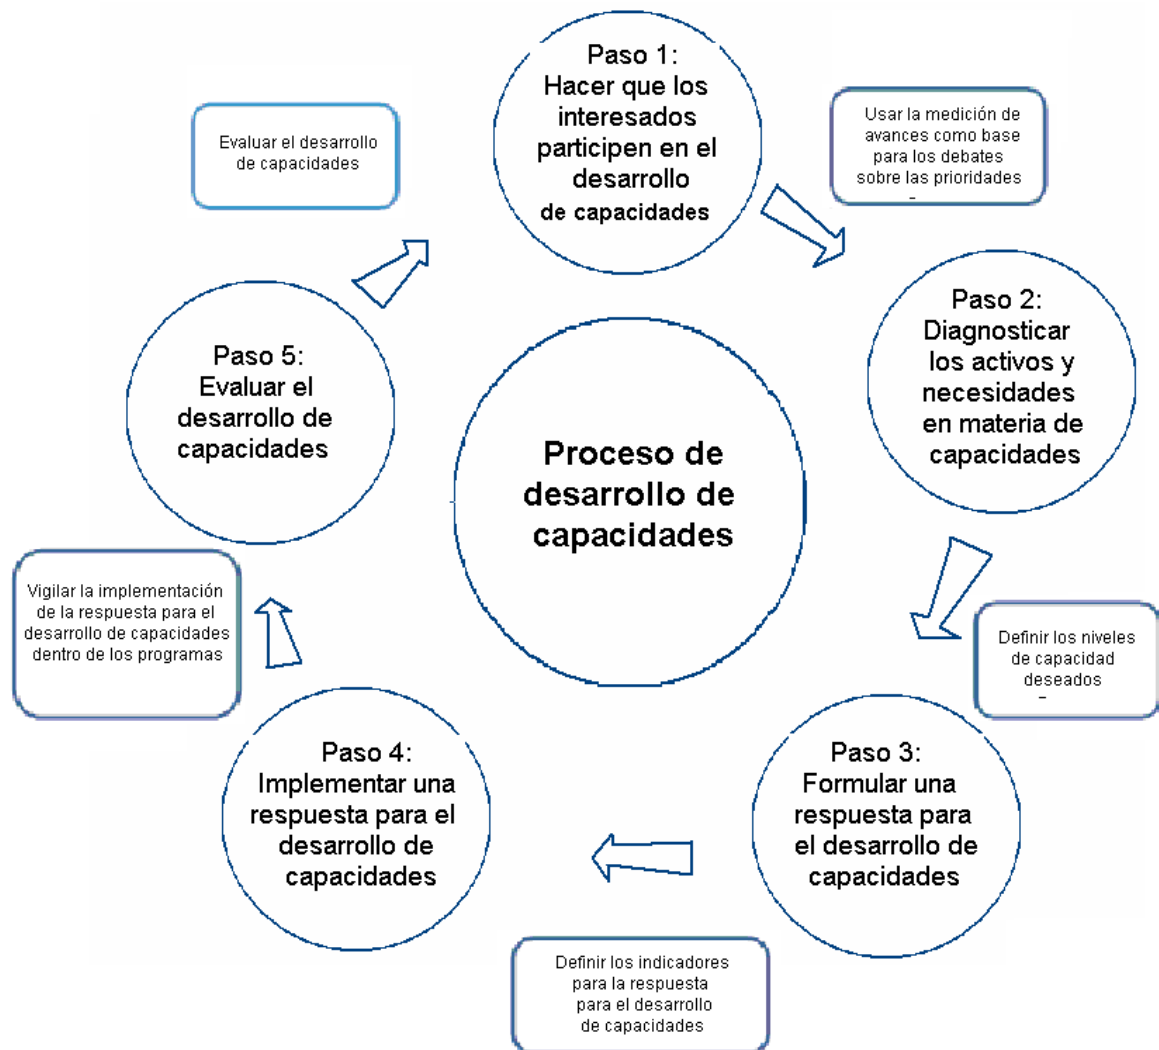 Paso 1:
Hacer que los
interesados
participen en el
desarrollo
de capacidades
Usar la medición de
avances como base
para los debates
sobre las prioridades
Paso 2:
Diagnosticar
los activos y
necesidades
en materia de
capacidades
Definir los niveles
de capacidad
deseados
Paso 3:
Formular una
respuesta para
el desarrollo de
capacidades
Definir los indicadores
para la respuesta
para el desarrollo
de capacidades
Paso 4:
Implementar una
respuesta para el
desarrollo de
capacidades
Vigilar la implementación
de la respuesta para el
desarrollo de capacidades
dentro de los programas
Paso 5:
Evaluar el
desarrollo de
capacidades
Evaluar el desarrollo
de capacidades
Proceso de
desarrollo de
capacidades